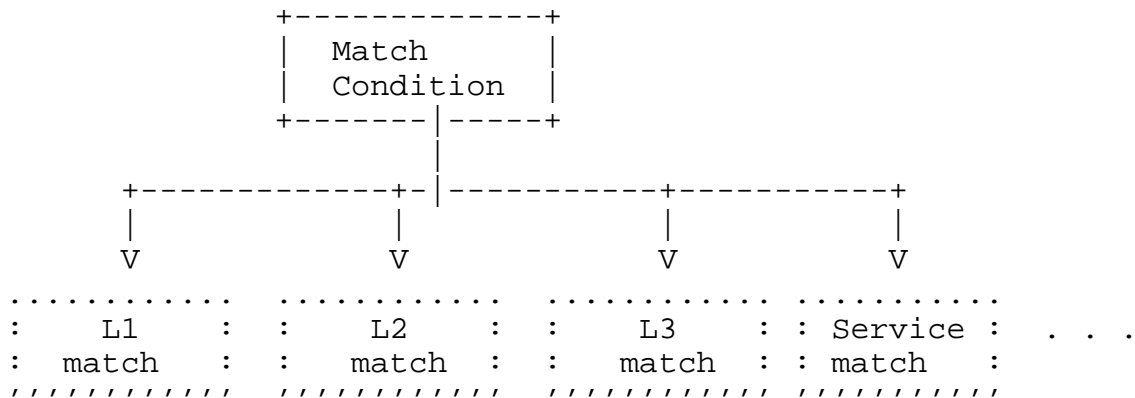 Match
Condition
V V V V
L1 L2 L3 Service . . .
match match match match